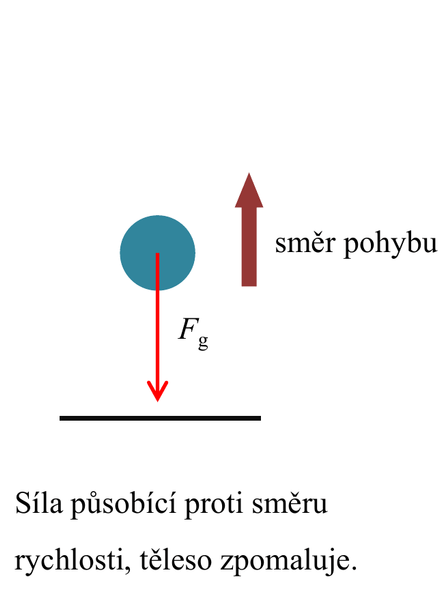 směr pohybu
Fg
Síla působící proti směru
rychlosti, těleso zpomaluje.